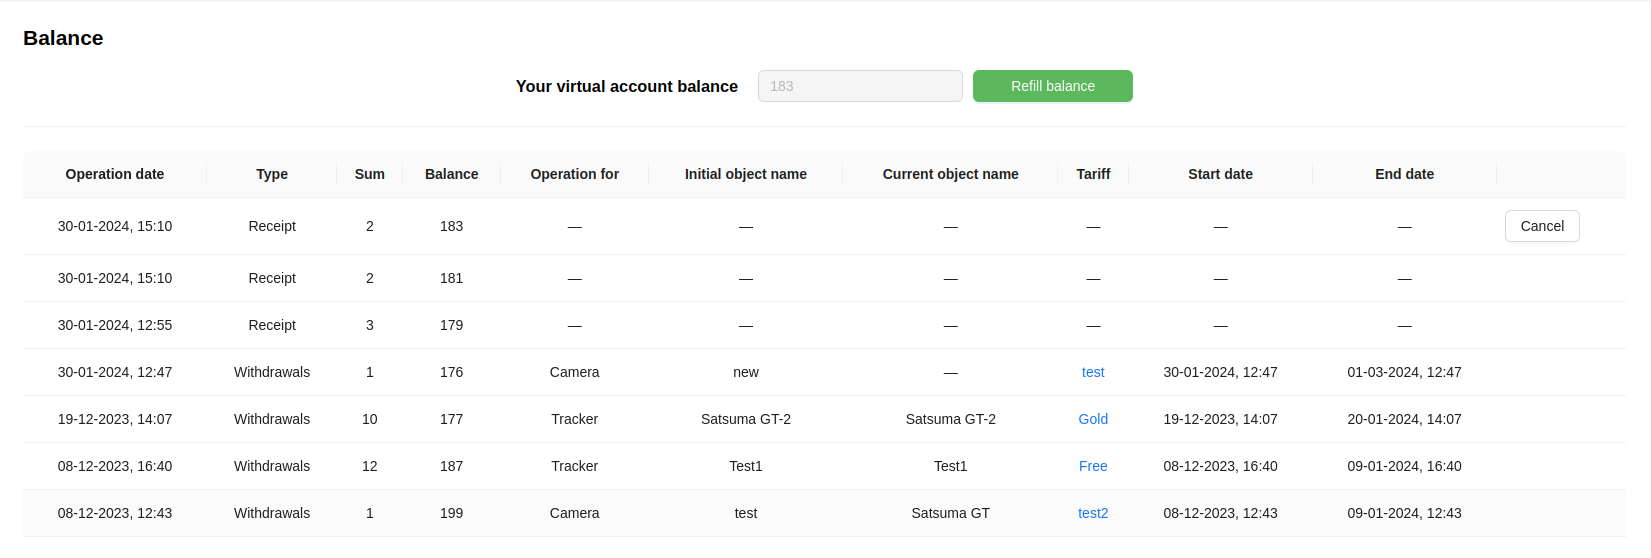 Balance
Your virtual account balance 183 Refill balance
Operation date Type Sum Balance Operation for Initial object name Current object name Tariff Start date End date
30-01-2024, 15:10 Receipt 2 183 — — — — — — Cancel
30-01-2024, 15:10 Receipt 2 181 — — — — — —
30-01-2024, 12:55 Receipt 3 179 — — — — — —
30-01-2024, 12:47 Withdrawals 1 176 Camera new — test 30-01-2024, 12:47 01-03-2024, 12:47
19-12-2023, 14:07 Withdrawals 10 177 Tracker Satsuma GT-2 Satsuma GT-2 Gold 19-12-2023, 14:07 20-01-2024, 14:07
08-12-2023, 16:40 Withdrawals 12 187 Tracker Test1 Test1 Free 08-12-2023, 16:40 09-01-2024, 16:40
08-12-2023, 12:43 Withdrawals 1 199 Camera test Satsuma GT test2 08-12-2023, 12:43 09-01-2024, 12:43